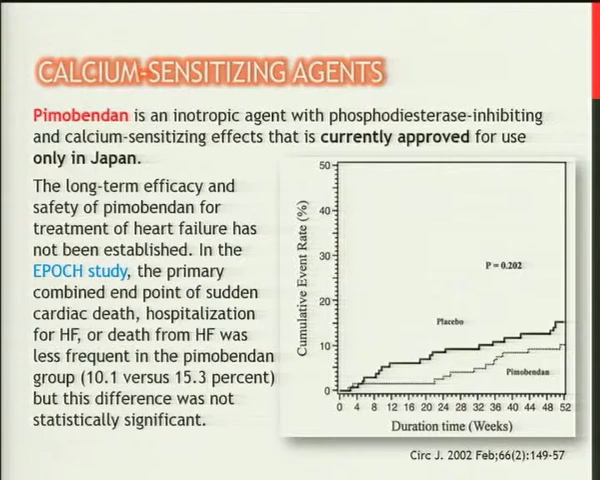 CALCIUM-SENSITIZING AGENTS
Pimobendan is an inotropic agent with phosphodiesterase-inhibiting
and calcium-sensitizing effects that is currently approved for use
only in Japan.
The long-term efficacy and
safety of pimobendan for
treatment of heart failure has
not been established. In the
EPOCH study, the primary
combined end point of sudden
cardiac death, hospitalization
for HF, or death from HF was
less frequent in the pimobendan
group (10.1 versus 15.3 percent)
but this difference was not
statistically significant.
Cumulative Event Rate (%)
50
40
30
20
10
0
P = 0.202
Placebo
Pimobendan
0 4 8 12 16 20 24 28 32 36 40 44 48 52
Duration time (Weeks)
Circ J. 2002 Feb;66(2):149-57